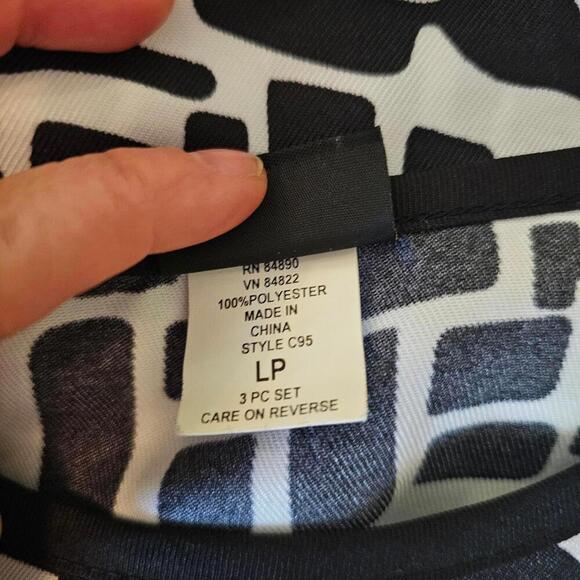 RN 84890
VN 84822
100%POLYESTER
MADE IN
CHINA
STYLE C95
LP
3 PC SET
CARE ON REVERSE